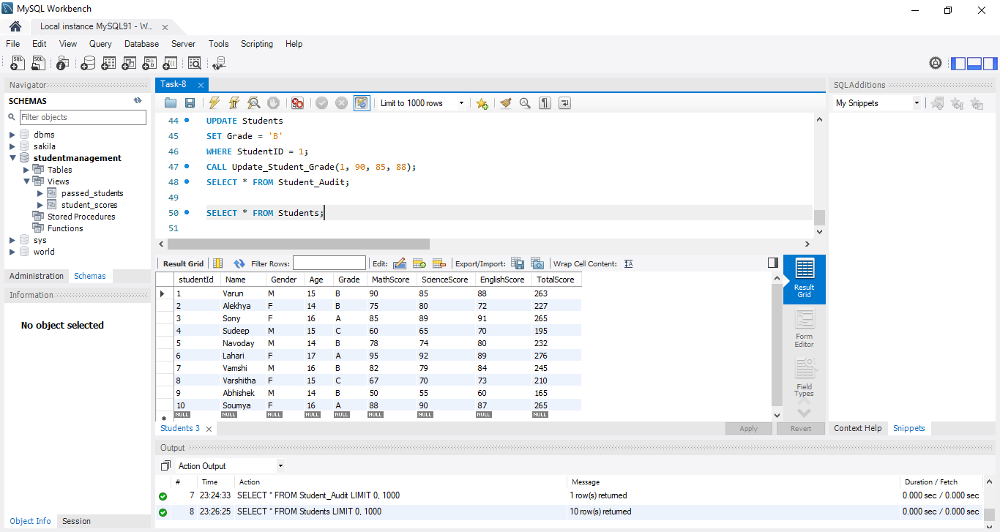 MySQL Workbench
Local instance MySQL91 - W...
File Edit View Query Database Server Tools Scripting Help
Navigator
SCHEMAS
Filter objects
dbms
sakila
studentmanagement
Tables
Views
passed_students
student_scores
Stored Procedures
Functions
sys
world
Administration Schemas
Information
No object selected
Object Info Session
Task-8
Limit to 1000 rows
44 UPDATE Students
45 SET Grade = 'B'
46 WHERE StudentID = 1;
47 CALL Update_Student_Grade(1, 90, 85, 88);
48 SELECT * FROM Student_Audit;
49
50 SELECT * FROM Students;
51
Result Grid Filter Rows: Edit: Export/Import: Wrap Cell Content:
studentId Name Gender Age Grade MathScore ScienceScore EnglishScore TotalScore
1 Varun M 15 B 90 85 88 263
2 Alekhya F 14 B 75 80 72 227
3 Sony F 16 A 85 89 91 265
4 Sudeep M 15 C 60 65 70 195
5 Navoday M 14 B 78 74 80 232
6 Lahari F 17 A 95 92 89 276
7 Vamshi M 16 B 82 79 84 245
8 Varshitha F 15 C 67 70 73 210
9 Abhishek M 14 B 50 55 60 165
10 Soumya F 16 A 88 90 87 265
NULL NULL NULL NULL NULL NULL NULL NULL NULL
Result
Grid
Form
Editor
Field
Types
Students 3 Apply Revert
SQLAdditions
My Snippets
Context Help Snippets
Output
Action Output
# Time Action Message Duration / Fetch
7 23:24:33 SELECT * FROM Student_Audit LIMIT 0, 1000 1 row(s) returned 0.000 sec / 0.000 sec
8 23:26:25 SELECT * FROM Students LIMIT 0, 1000 10 row(s) returned 0.000 sec / 0.000 sec